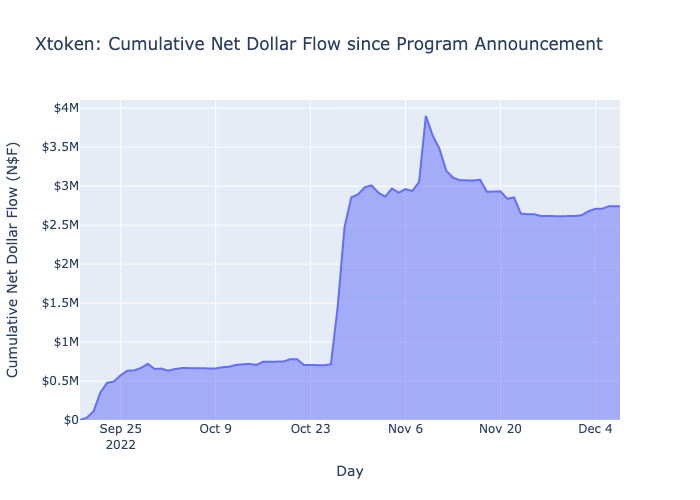 Xtoken: Cumulative Net Dollar Flow since Program Announcement
Cumulative Net Dollar Flow (N$F)
$4M
$3.5M
$3M
$2.5M
$2M
$1.5M
$1M
$0.5M
$0
Sep 25 Oct 9 Oct 23 Nov 6 Nov 20 Dec 4
2022
Day